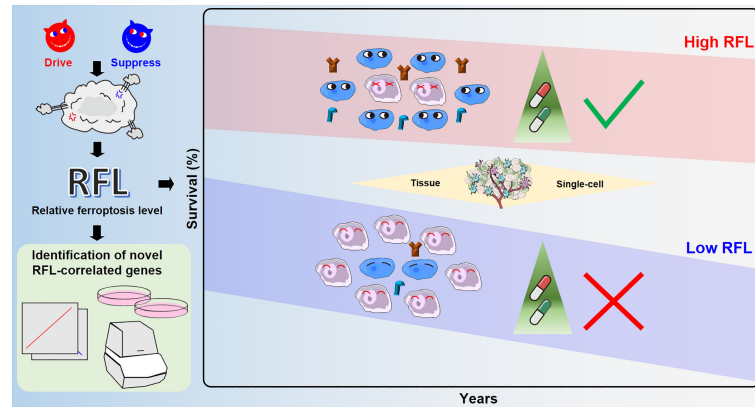 Drive
Suppress
RFL
Relative ferroptosis level
Identification of novel
RFL-correlated genes
Survival (%)
High RFL
Tissue
Single-cell
Low RFL
Years